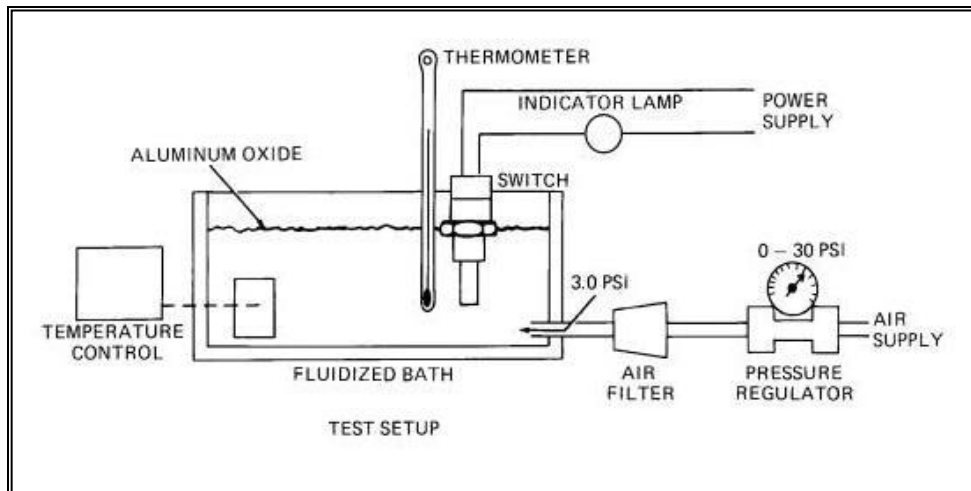 THERMOMETER
INDICATOR LAMP
POWER
SUPPLY
ALUMINUM OXIDE
SWITCH
0 – 30 PSI
3.0 PSI
TEMPERATURE
CONTROL
AIR
SUPPLY
FLUIDIZED BATH
AIR
FILTER
PRESSURE
REGULATOR
TEST SETUP